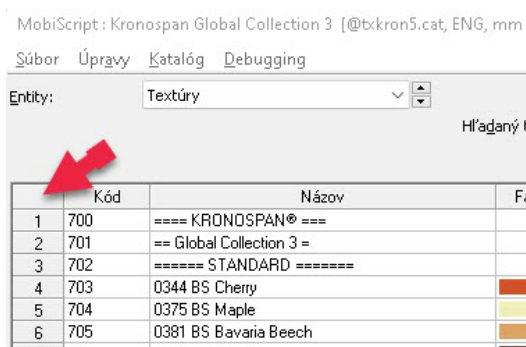 MobiScript : Kronospan Global Collection 3 [@txkron5.cat, ENG, mm
Súbor Úpravy Katalóg Debugging
Entity: Textúry
Hľadaný
Kód Názov
1 700 ==== KRONOSPAN® ===
2 701 == Global Collection 3 =
3 702 ====== STANDARD =======
4 703 0344 BS Cherry
5 704 0375 BS Maple
6 705 0381 BS Bavaria Beech